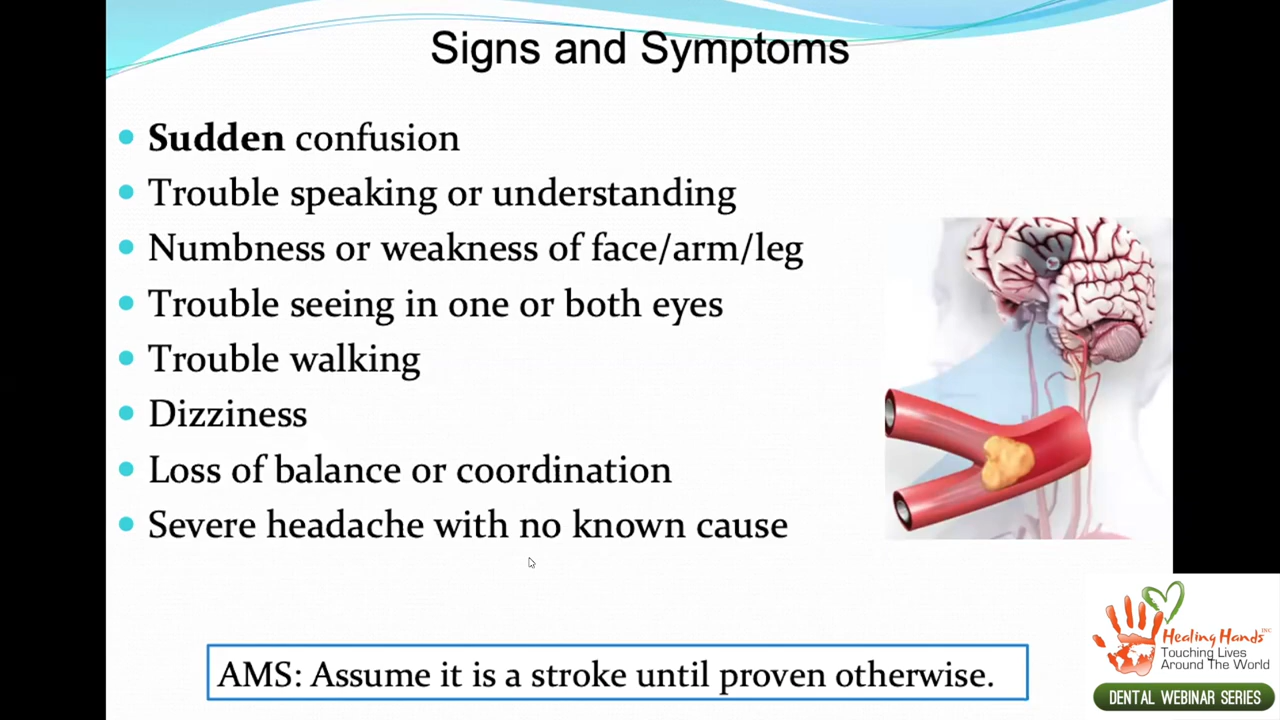 Signs and Symptoms
Sudden confusion
Trouble speaking or understanding
Numbness or weakness of face/arm/leg
Trouble seeing in one or both eyes
Trouble walking
Dizziness
Loss of balance or coordination
Severe headache with no known cause
AMS: Assume it is a stroke until proven otherwise.
Healing Hands INC
Touching Lives
Around The World
DENTAL WEBINAR SERIES